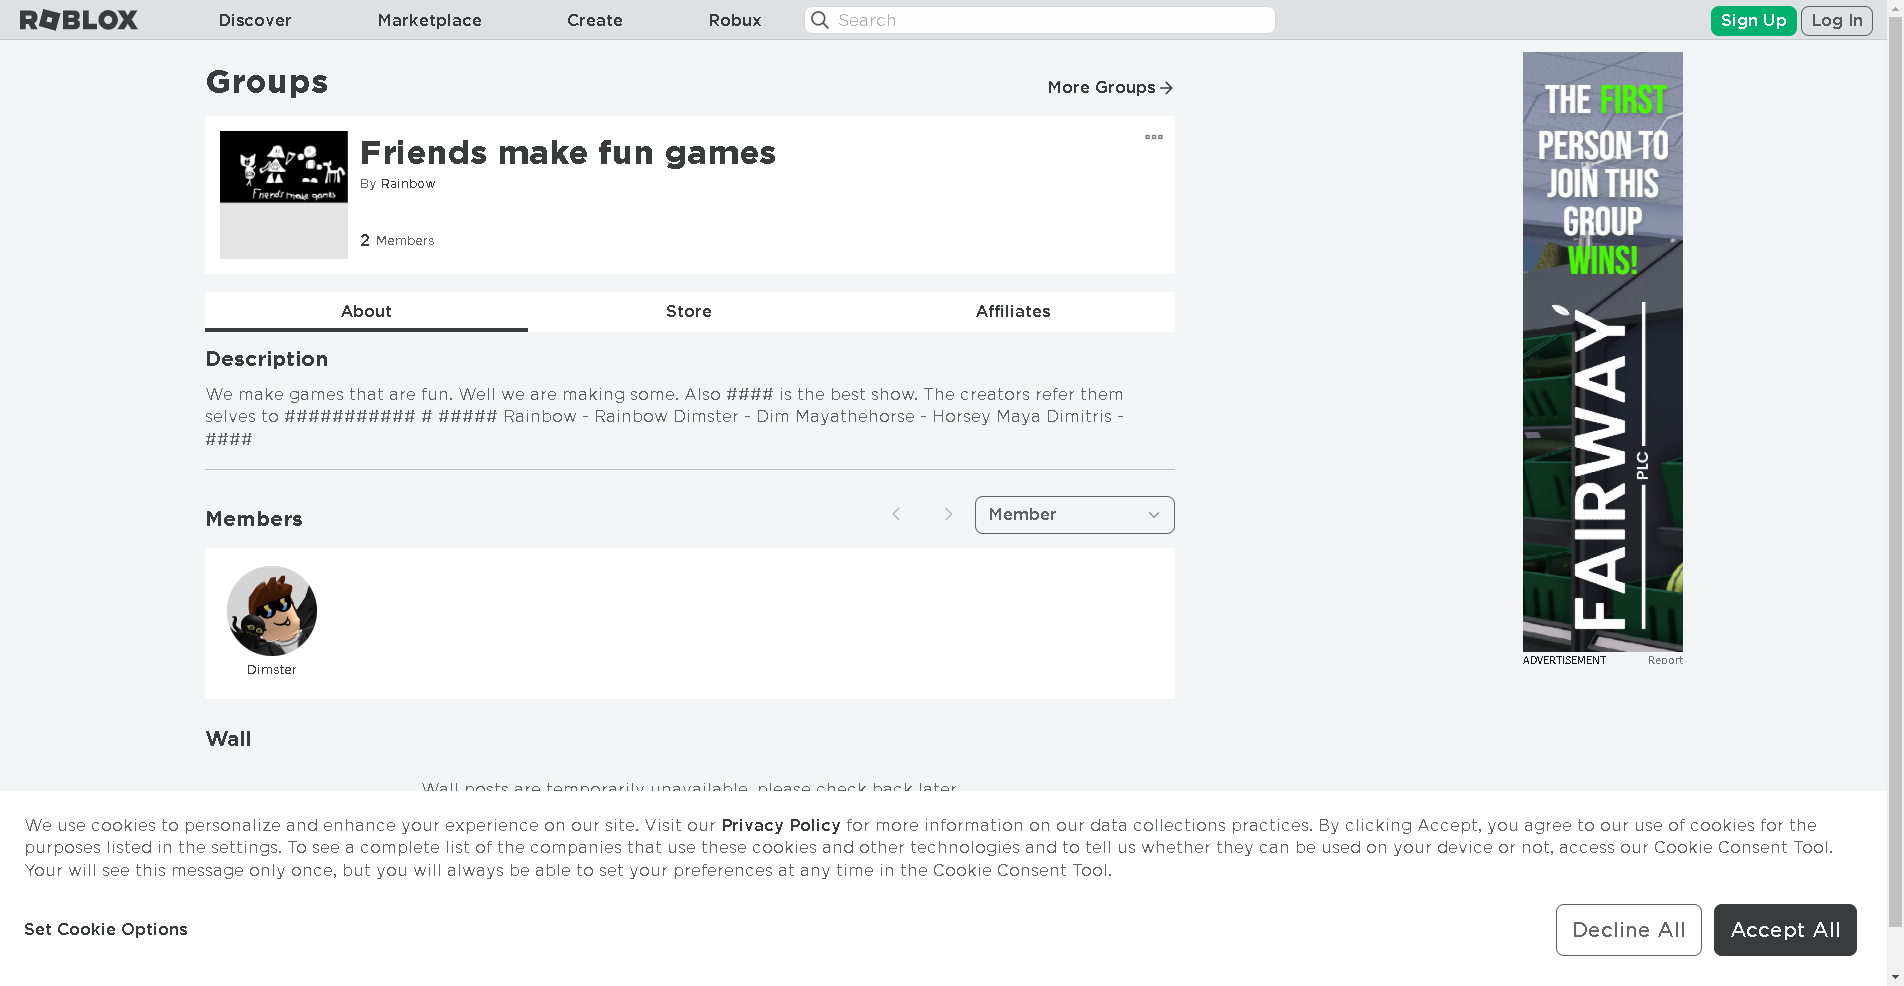 ROBLOX Discover Marketplace Create Robux Search Sign Up Log In
Groups
More Groups
Friends make games
Friends make fun games
By Rainbow
2 Members
About Store Affiliates
Description
We make games that are fun. Well we are making some. Also #### is the best show. The creators refer them
selves to ########### # ##### Rainbow - Rainbow Dimster - Dim Mayathehorse - Horsey Maya Dimitris -
####
Members
Member
Dimster
Wall
Wall posts are temporarily unavailable, please check back later
THE FIRST
PERSON TO
JOIN THIS
GROUP
WINS!
FAIRWAY
PLC
ADVERTISEMENT Report
We use cookies to personalize and enhance your experience on our site. Visit our Privacy Policy for more information on our data collections practices. By clicking Accept, you agree to our use of cookies for the
purposes listed in the settings. To see a complete list of the companies that use these cookies and other technologies and to tell us whether they can be used on your device or not, access our Cookie Consent Tool.
Your will see this message only once, but you will always be able to set your preferences at any time in the Cookie Consent Tool.
Set Cookie Options
Decline All
Accept All